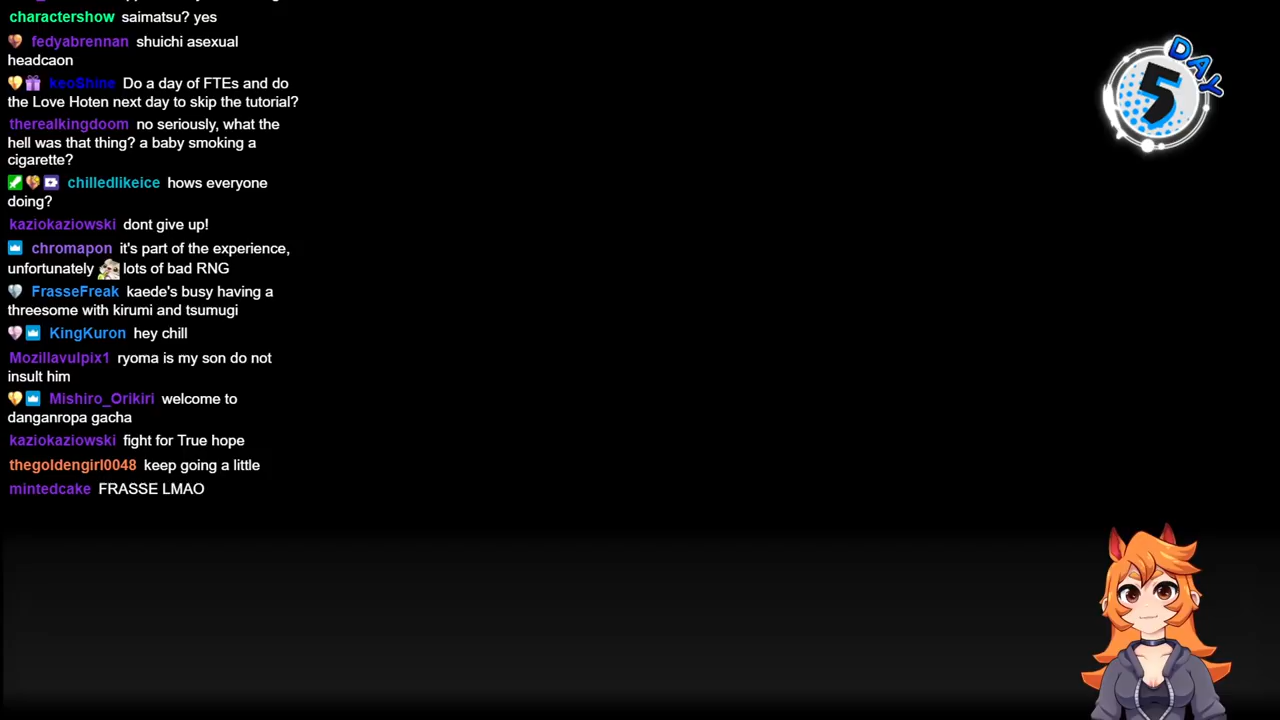 charactershow saimatsu? yes
fedyabrennan shuichi asexual
headcaon
keoShine Do a day of FTEs and do
the Love Hoten next day to skip the tutorial?
therealkingdoom no seriously, what the
hell was that thing? a baby smoking a
cigarette?
chilledlikeice hows everyone
doing?
kaziokaziowski dont give up!
chromapon it's part of the experience,
unfortunately lots of bad RNG
FrasseFreak kaede's busy having a
threesome with kirumi and tsumugi
KingKuron hey chill
Mozillavulpix1 ryoma is my son do not
insult him
Mishiro_Orikiri welcome to
danganropa gacha
kaziokaziowski fight for True hope
thegoldengirl0048 keep going a little
mintedcake FRASSE LMAO
DAY
5